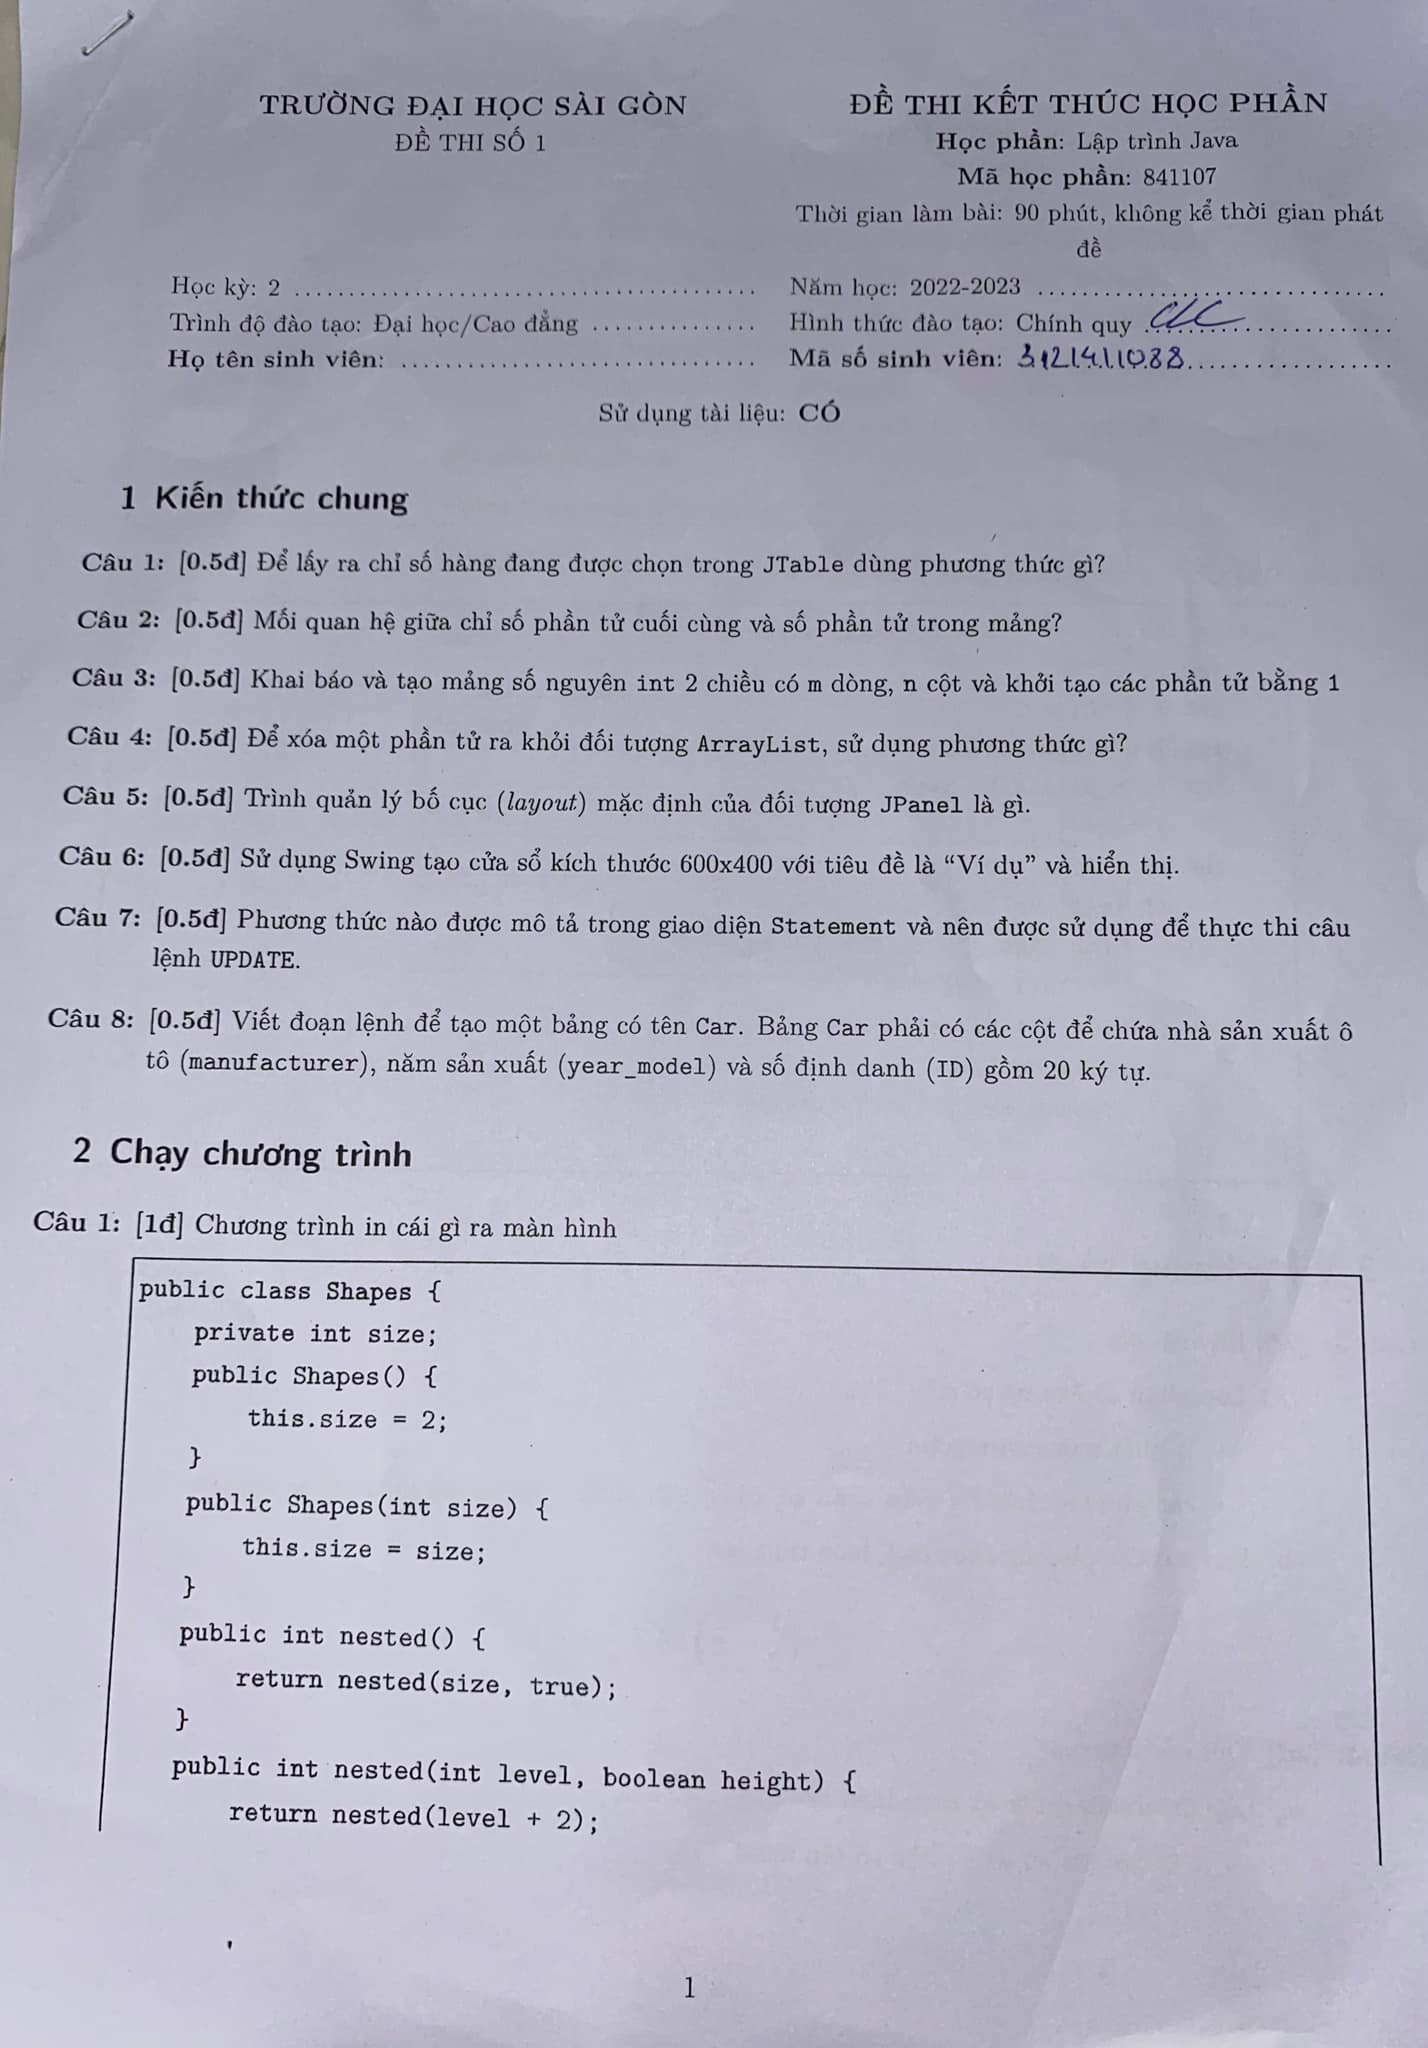 TRƯỜNG ĐẠI HỌC SÀI GÒN
ĐỀ THI SỐ 1
ĐỀ THI KẾT THÚC HỌC PHẦN
Học phần: Lập trình Java
Mã học phần: 841107
Thời gian làm bài: 90 phút, không kể thời gian phát
đề
Học kỳ: 2 ........................................
Năm học: 2022-2023 ..............................
Trình độ đào tạo: Đại học/Cao đẳng ...............
Hình thức đào tạo: Chính quy CLC ......................
Họ tên sinh viên: .................................
Mã số sinh viên: 3121411088 ..................
Sử dụng tài liệu: CÓ
1 Kiến thức chung
Câu 1: [0.5đ] Để lấy ra chỉ số hàng đang được chọn trong JTable dùng phương thức gì?
Câu 2: [0.5đ] Mối quan hệ giữa chỉ số phần tử cuối cùng và số phần tử trong mảng?
Câu 3: [0.5đ] Khai báo và tạo mảng số nguyên int 2 chiều có m dòng, n cột và khởi tạo các phần tử bằng 1
Câu 4: [0.5đ] Để xóa một phần tử ra khỏi đối tượng ArrayList, sử dụng phương thức gì?
Câu 5: [0.5đ] Trình quản lý bố cục (layout) mặc định của đối tượng JPanel là gì.
Câu 6: [0.5đ] Sử dụng Swing tạo cửa sổ kích thước 600x400 với tiêu đề là “Ví dụ” và hiển thị.
Câu 7: [0.5đ] Phương thức nào được mô tả trong giao diện Statement và nên được sử dụng để thực thi câu
lệnh UPDATE.
Câu 8: [0.5đ] Viết đoạn lệnh để tạo một bảng có tên Car. Bảng Car phải có các cột để chứa nhà sản xuất ô
tô (manufacturer), năm sản xuất (year_model) và số định danh (ID) gồm 20 ký tự.
2 Chạy chương trình
Câu 1: [1đ] Chương trình in cái gì ra màn hình
public class Shapes {
private int size;
public Shapes() {
this.size = 2;
}
public Shapes(int size) {
this.size = size;
}
public int nested() {
return nested(size, true);
}
public int nested(int level, boolean height) {
return nested(level + 2);
1